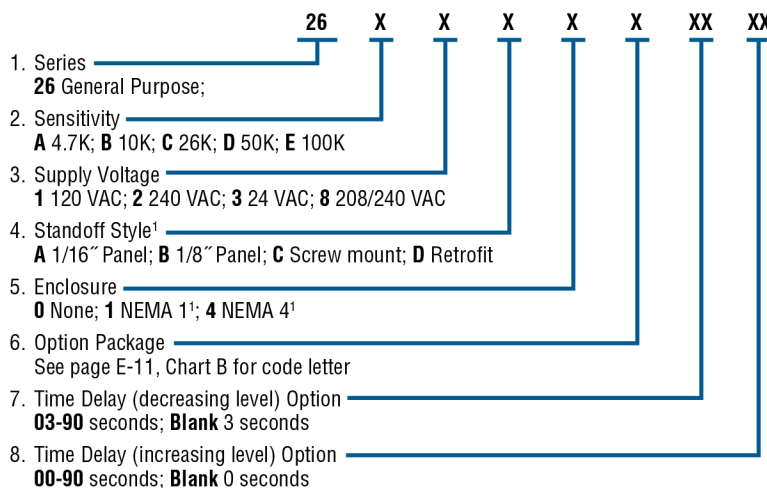 26 X X X X X XX XX
1. Series
26 General Purpose;
2. Sensitivity
A 4.7K; B 10K; C 26K; D 50K; E 100K
3. Supply Voltage
1 120 VAC; 2 240 VAC; 3 24 VAC; 8 208/240 VAC
4. Standoff Style¹
A 1/16˝ Panel; B 1/8˝ Panel; C Screw mount; D Retrofit
5. Enclosure
0 None; 1 NEMA 1¹; 4 NEMA 4¹
6. Option Package
See page E-11, Chart B for code letter
7. Time Delay (decreasing level) Option
03-90 seconds; Blank 3 seconds
8. Time Delay (increasing level) Option
00-90 seconds; Blank 0 seconds